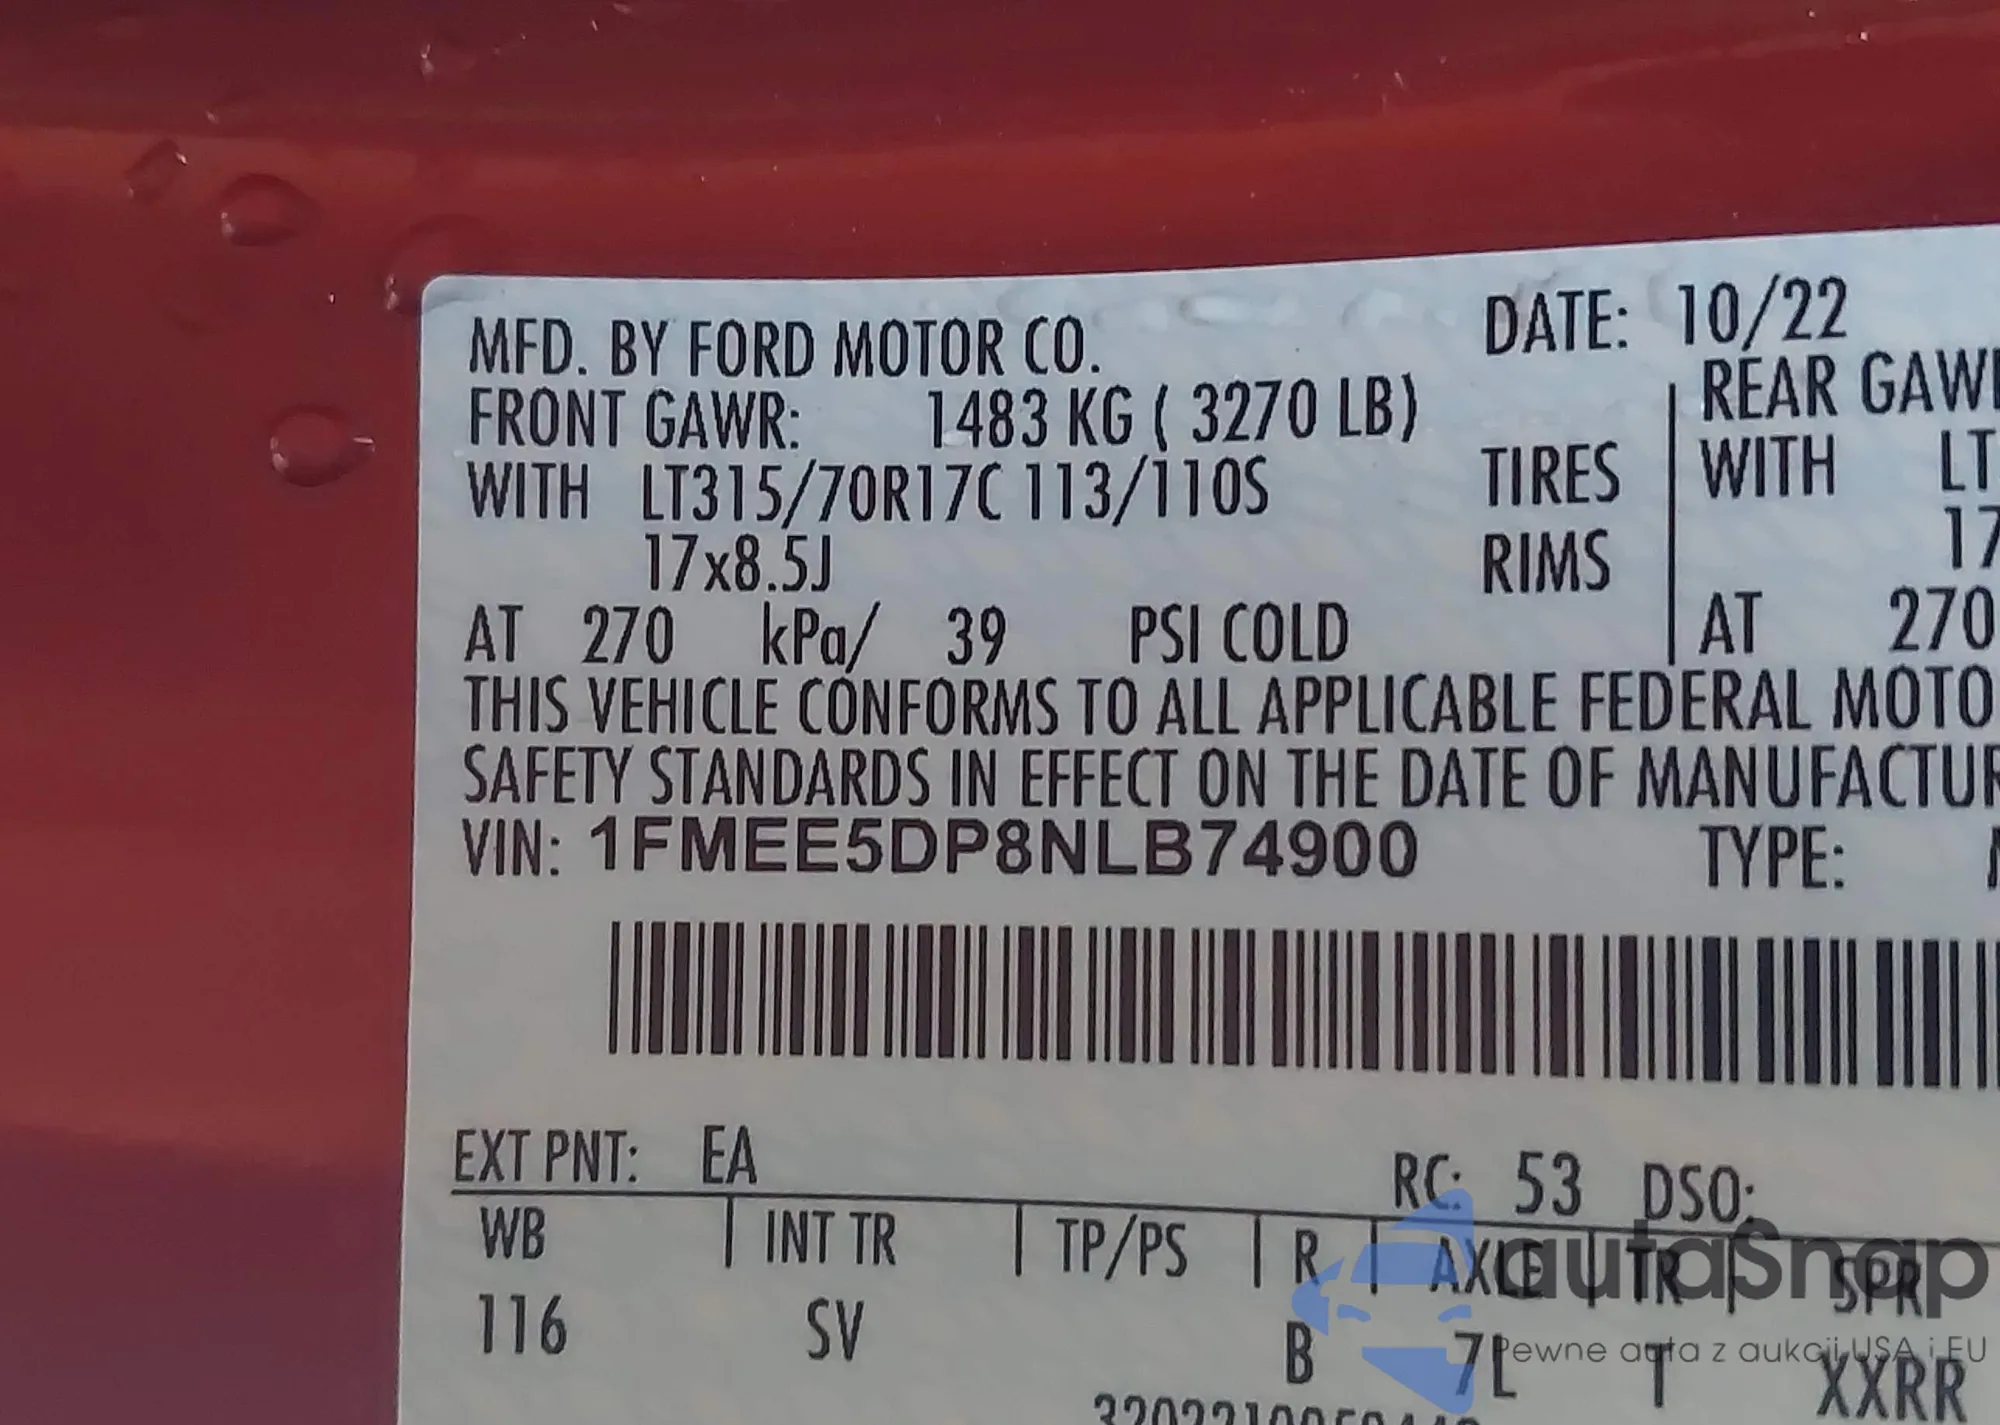 MFD. BY FORD MOTOR CO.
DATE: 10/22
FRONT GAWR: 1483 KG ( 3270 LB)
REAR GAW
WITH LT315/70R17C 113/110S TIRES
WITH LT
17x8.5J RIMS
17
AT 270 kPa/ 39 PSI COLD
AT 270
THIS VEHICLE CONFORMS TO ALL APPLICABLE FEDERAL MOTO
SAFETY STANDARDS IN EFFECT ON THE DATE OF MANUFACTUR
VIN: 1FMEE5DP8NLB74900 TYPE:
EXT PNT: EA RC: 53 DSO:
WB | INT TR | TP/PS | R | AXLE | TR | SPR
116 SV B 7L T XXRR
autaSnap
Pewne auta z aukcji USA i EU